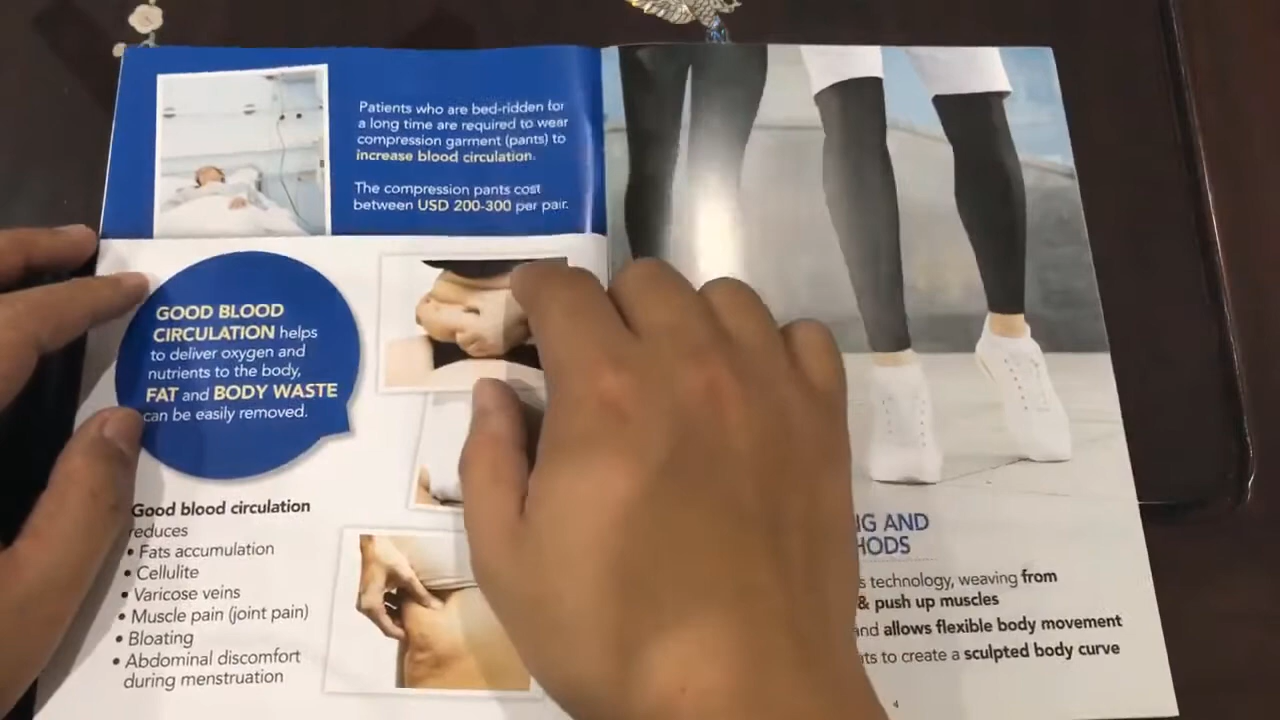 Patients who are bed-ridden for
a long time are required to wear
compression garment (pants) to
increase blood circulation.
The compression pants cost
between USD 200-300 per pair.
GOOD BLOOD
CIRCULATION helps
to deliver oxygen and
nutrients to the body,
FAT and BODY WASTE
can be easily removed.
Good blood circulation
reduces
• Fats accumulation
• Cellulite
• Varicose veins
• Muscle pain (joint pain)
• Bloating
• Abdominal discomfort
during menstruation
AND
technology, weaving from
& push up muscles
and allows flexible body movement
to create a sculpted body curve
4